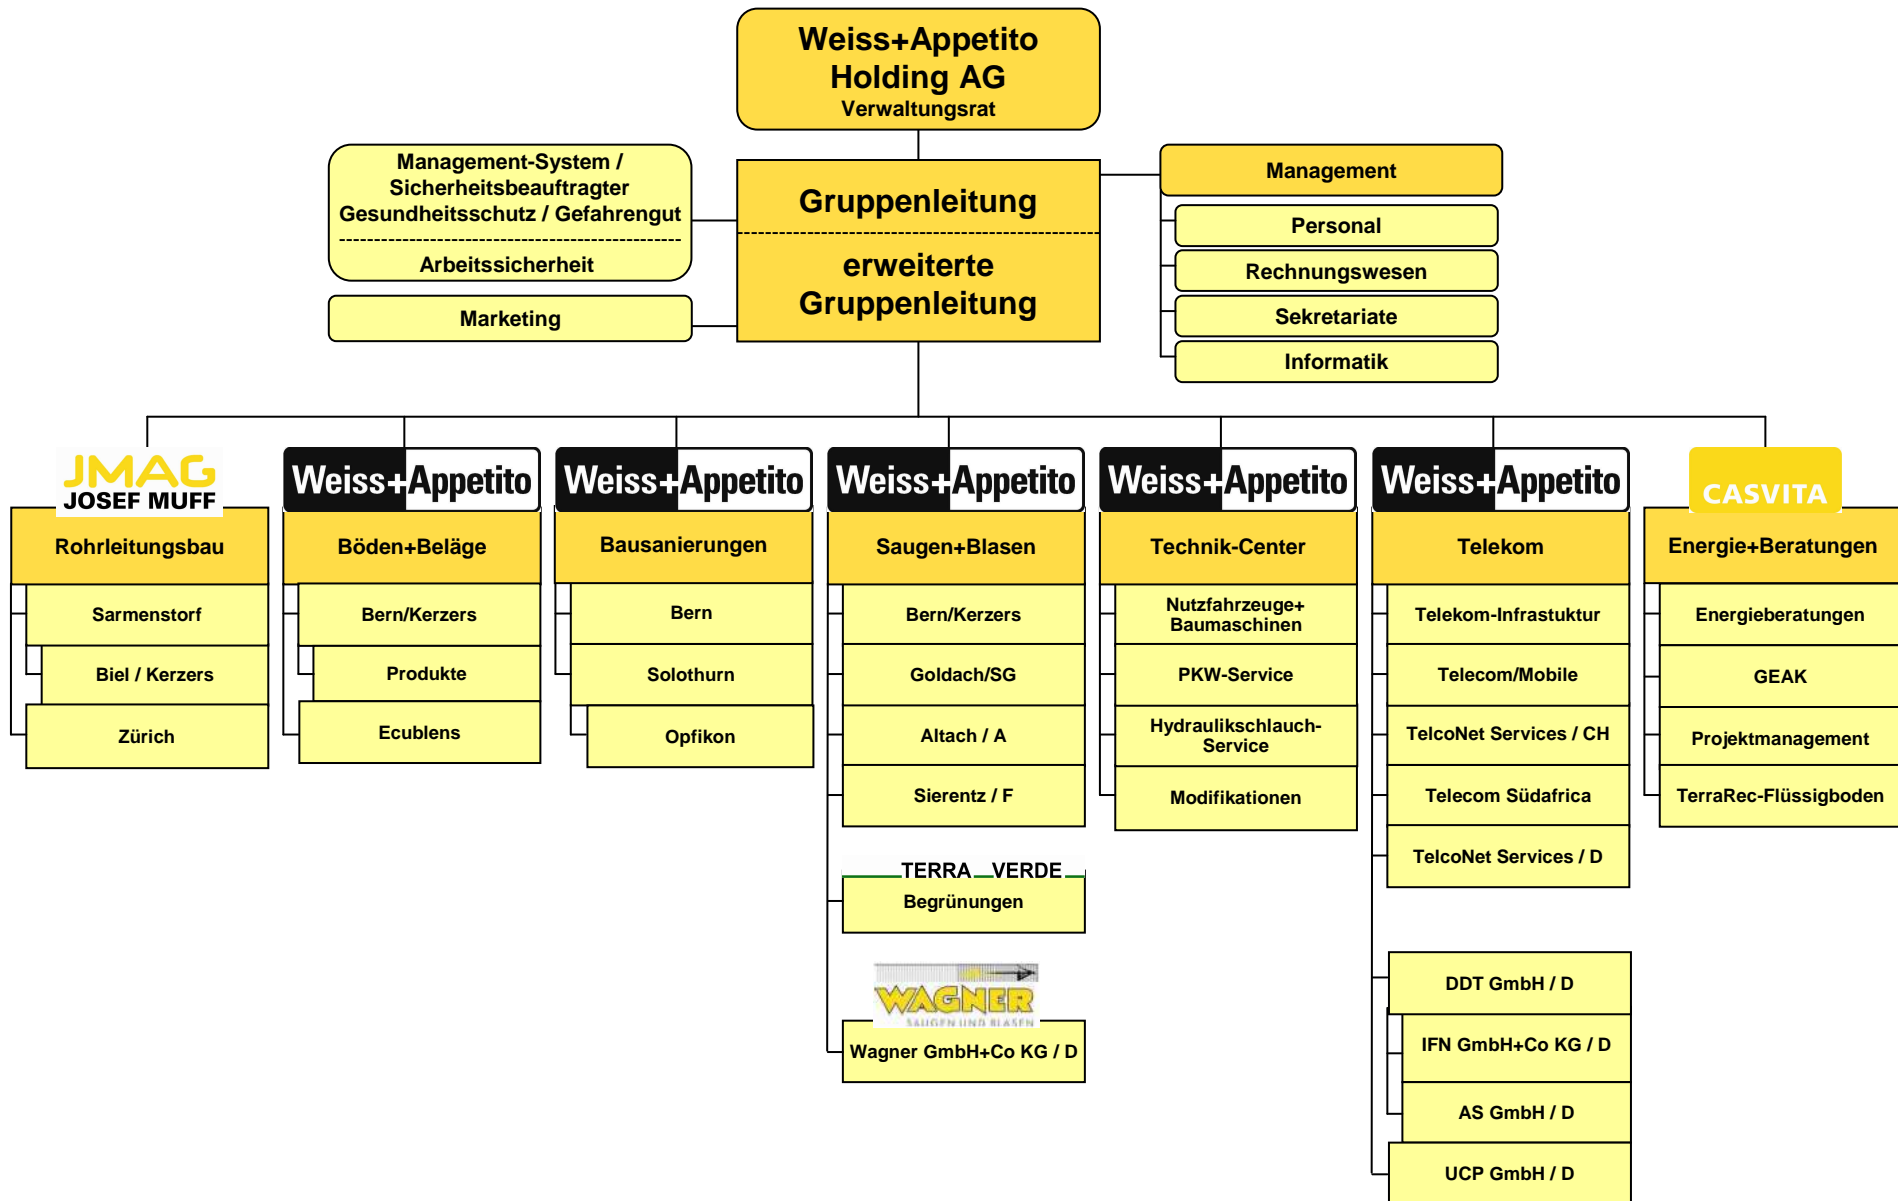 Weiss+Appetito
Holding AG
Verwaltungsrat
Management-System /
Sicherheitsbeauftragter
Gesundheitsschutz / Gefahrengut
Arbeitssicherheit
Marketing
Gruppenleitung
erweiterte
Gruppenleitung
Management
Personal
Rechnungswesen
Sekretariate
Informatik
JMAG
JOSEF MUFF
Rohrleitungsbau
Sarmenstorf
Biel / Kerzers
Zürich
Weiss+Appetito
Böden+Beläge
Bern/Kerzers
Produkte
Ecublens
Weiss+Appetito
Bausanierungen
Bern
Solothurn
Opfikon
Weiss+Appetito
Saugen+Blasen
Bern/Kerzers
Goldach/SG
Altach / A
Sierentz / F
TERRA VERDE
Begrünungen
WAGNER
SAUGEN UND BLASEN
Wagner GmbH+Co KG / D
Weiss+Appetito
Technik-Center
Nutzfahrzeuge+
Baumaschinen
PKW-Service
Hydraulikschlauch-
Service
Modifikationen
Weiss+Appetito
Telekom
Telekom-Infrastuktur
Telecom/Mobile
TelcoNet Services / CH
Telecom Südafrica
TelcoNet Services / D
DDT GmbH / D
IFN GmbH+Co KG / D
AS GmbH / D
UCP GmbH / D
CASVITA
Energie+Beratungen
Energieberatungen
GEAK
Projektmanagement
TerraRec-Flüssigboden